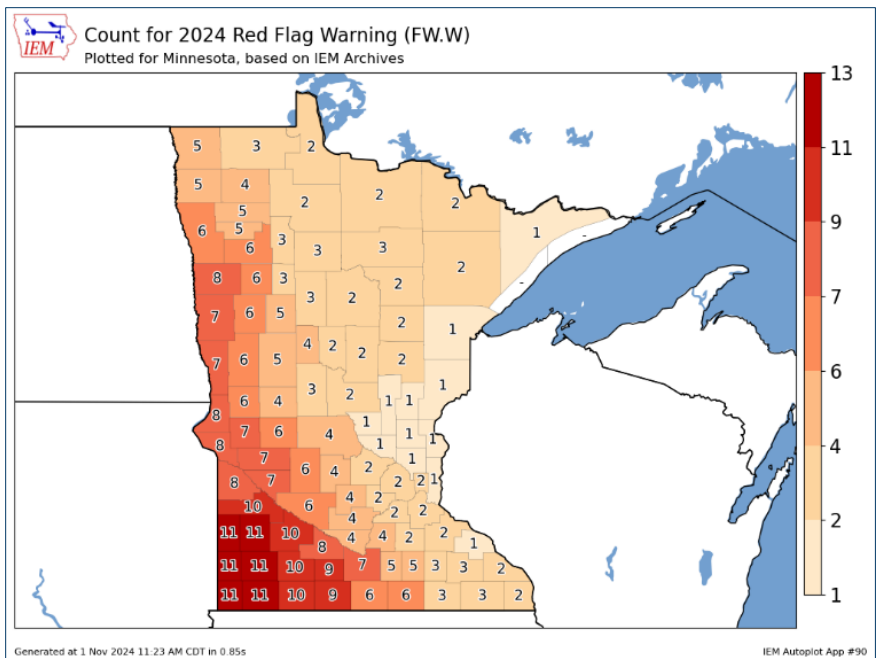 IEM
Count for 2024 Red Flag Warning (FW.W)
Plotted for Minnesota, based on IEM Archives
5 3 2
5 4 2 2 2
5
6 5 1 -
6 3 3 3
2
8 6 3 2 -
3 2
7 6 5 2 1
4 2 2
7 6 5 2
3 2 1
6 4 1 1
8 1
7 6 4 1 1 1
8 1
7 6 4 2
8 7 2 2 1
4 2
10 6 2 2
4
11 11 10 4 4 2 2
8 1
11 11 10 9 7 5 5 3 3 2
11 11 10 9 6 6 3 3 2
13
11
9
7
6
4
2
1
Generated at 1 Nov 2024 11:23 AM CDT in 0.85s
IEM Autoplot App #90